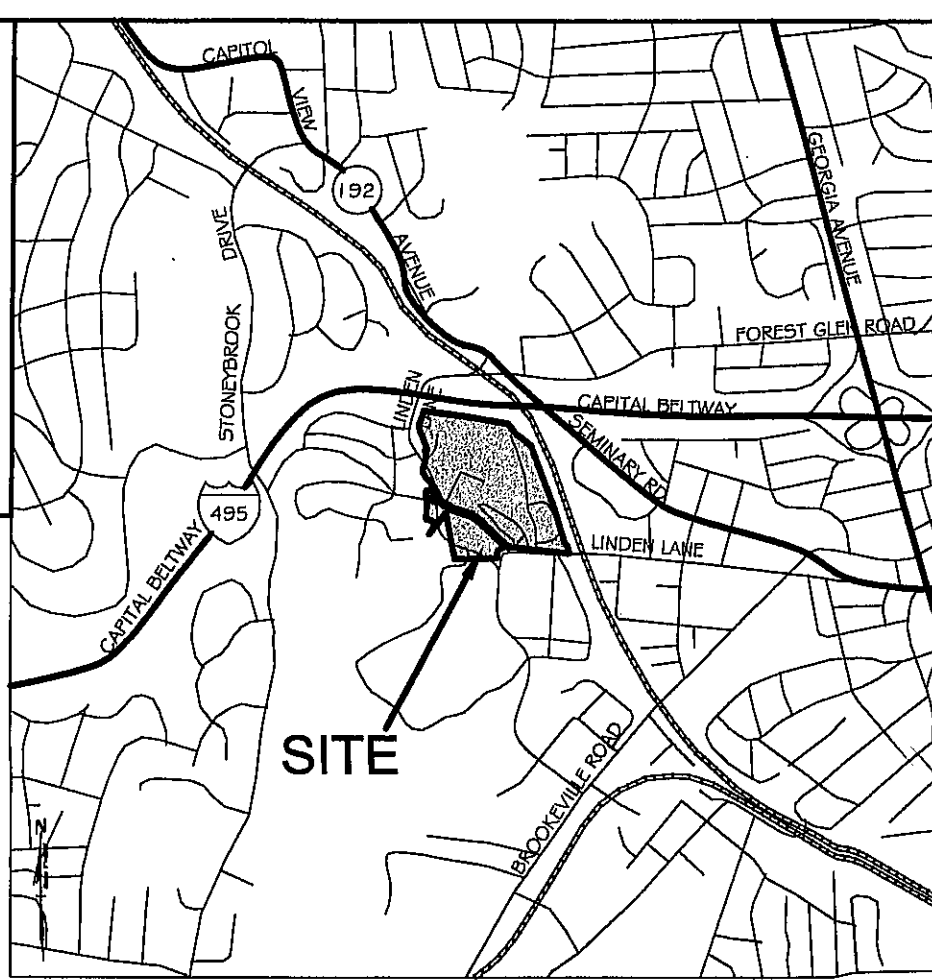 CAPITOL
VIEW
192
AVENUE
GEORGIA AVENUE
DRIVE
STONEYBROOK
FOREST GLEN ROAD
LINDEN
LANE
CAPITAL BELTWAY
SEMINARY RD
495
CAPITAL BELTWAY
LINDEN LANE
SITE
BROOKEVILLE ROAD
N